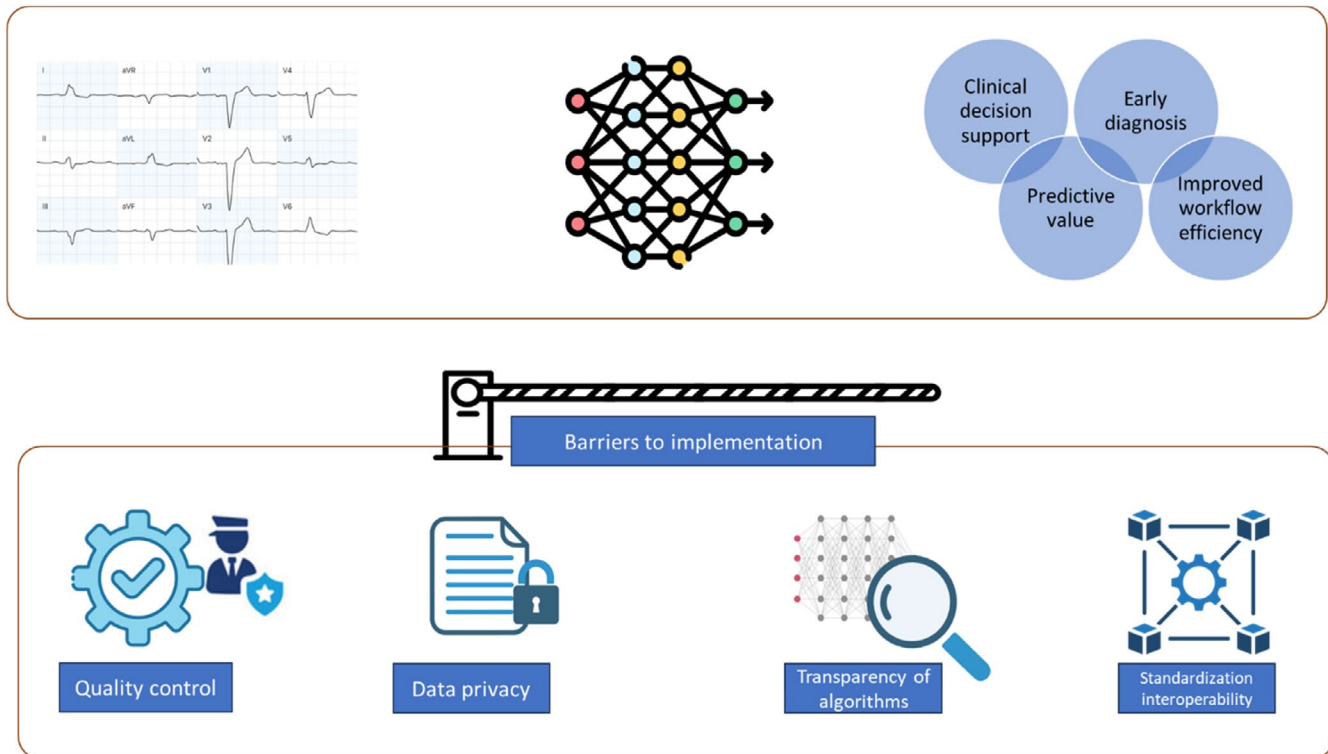 I aVR V1 V4
II aVL V2 V5
III aVF V3 V6
Clinical
decision
support
Early
diagnosis
Predictive
value
Improved
workflow
efficiency
Barriers to implementation
Quality control
Data privacy
Transparency of
algorithms
Standardization
interoperability